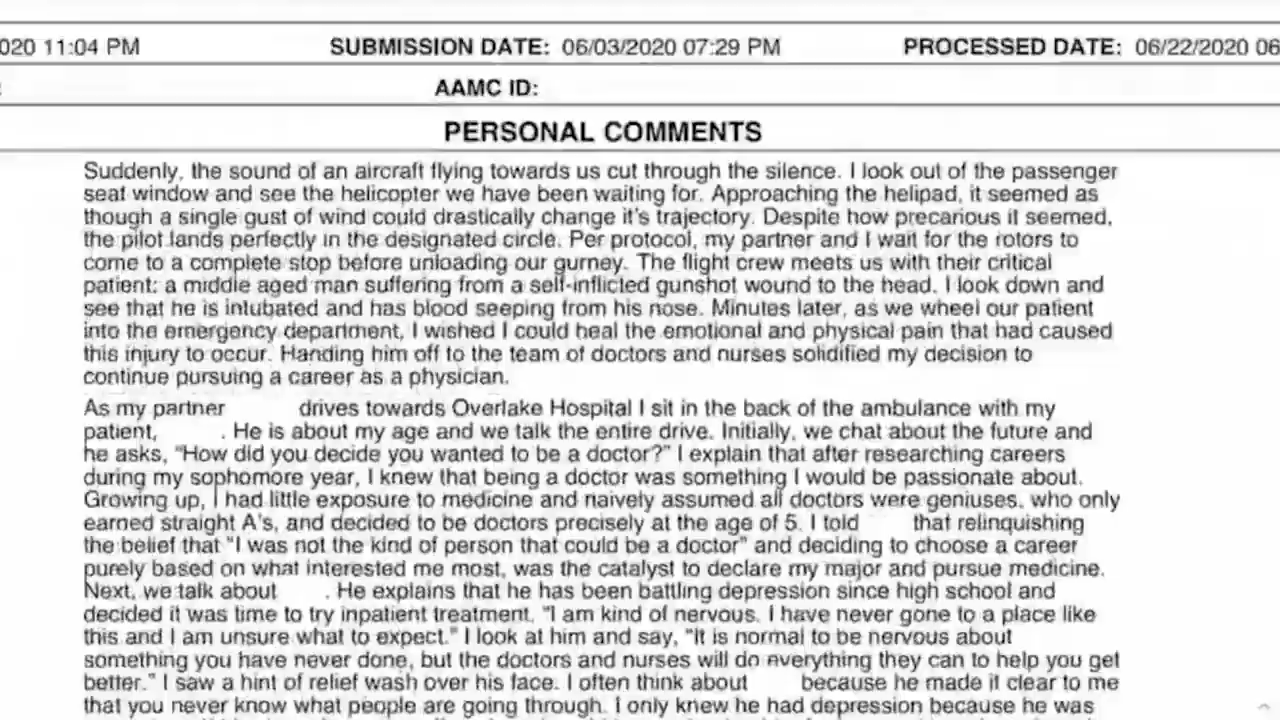 020 11:04 PM SUBMISSION DATE: 06/03/2020 07:29 PM PROCESSED DATE: 06/22/2020 06
AAMC ID:
PERSONAL COMMENTS
Suddenly, the sound of an aircraft flying towards us cut through the silence. I look out of the passenger
seat window and see the helicopter we have been waiting for. Approaching the helipad, it seemed as
though a single gust of wind could drastically change it's trajectory. Despite how precarious it seemed,
the pilot lands perfectly in the designated circle. Per protocol, my partner and I wait for the rotors to
come to a complete stop before unloading our gurney. The flight crew meets us with their critical
patient: a middle aged man suffering from a self-inflicted gunshot wound to the head. I look down and
see that he is intubated and has blood seeping from his nose. Minutes later, as we wheel our patient
into the emergency department, I wished I could heal the emotional and physical pain that had caused
this injury to occur. Handing him off to the team of doctors and nurses solidified my decision to
continue pursuing a career as a physician.
As my partner drives towards Overlake Hospital I sit in the back of the ambulance with my
patient, . He is about my age and we talk the entire drive. Initially, we chat about the future and
he asks, "How did you decide you wanted to be a doctor?" I explain that after researching careers
during my sophomore year, I knew that being a doctor was something I would be passionate about.
Growing up, I had little exposure to medicine and naively assumed all doctors were geniuses, who only
earned straight A's, and decided to be doctors precisely at the age of 5. I told that relinquishing
the belief that "I was not the kind of person that could be a doctor" and deciding to choose a career
purely based on what interested me most, was the catalyst to declare my major and pursue medicine.
Next, we talk about . He explains that he has been battling depression since high school and
decided it was time to try inpatient treatment. "I am kind of nervous. I have never gone to a place like
this and I am unsure what to expect." I look at him and say, "It is normal to be nervous about
something you have never done, but the doctors and nurses will do everything they can to help you get
better." I saw a hint of relief wash over his face. I often think about because he made it clear to me
that you never know what people are going through. I only knew he had depression because he was